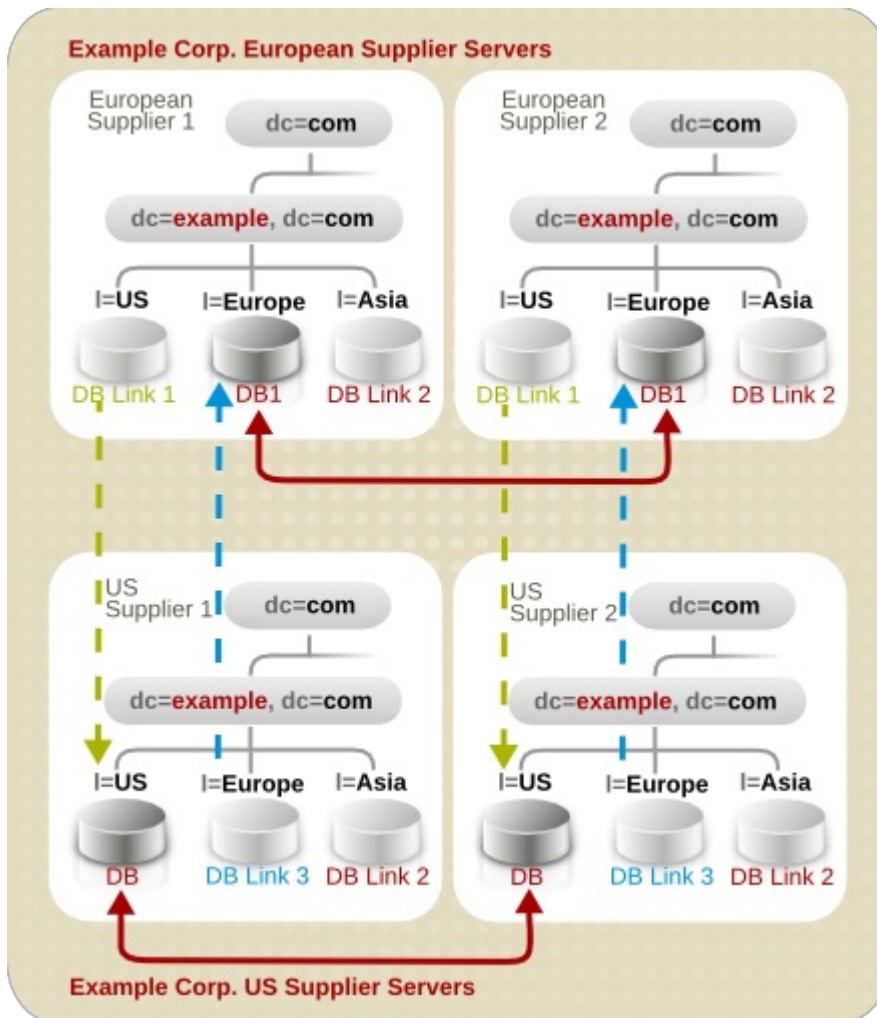 Example Corp. European Supplier Servers
European
Supplier 1
dc=com
dc=example, dc=com
l=US
l=Europe
l=Asia
DB Link 1
DB1
DB Link 2
European
Supplier 2
dc=com
dc=example, dc=com
l=US
l=Europe
l=Asia
DB Link 1
DB1
DB Link 2
US
Supplier 1
dc=com
dc=example, dc=com
l=US
l=Europe
l=Asia
DB
DB Link 3
DB Link 2
US
Supplier 2
dc=com
dc=example, dc=com
l=US
l=Europe
l=Asia
DB
DB Link 3
DB Link 2
Example Corp. US Supplier Servers